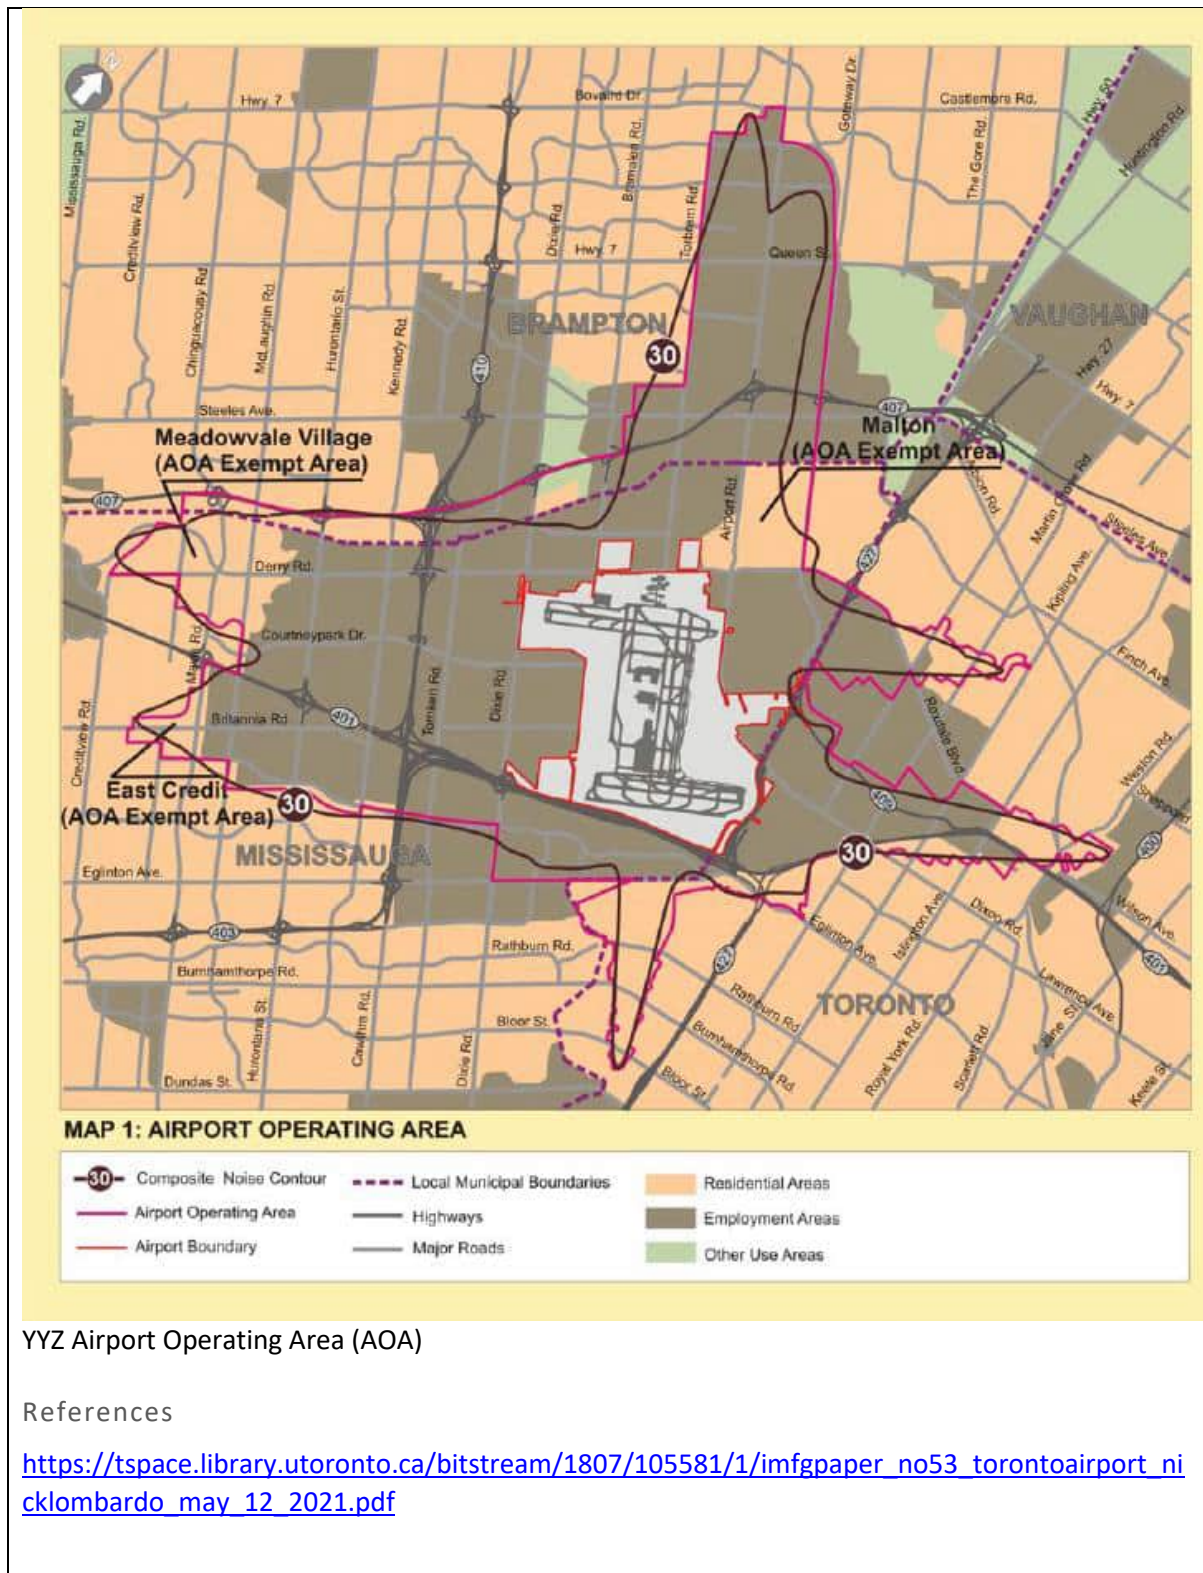 N
Hwy. 7
Bovaird Dr.
Gateway Dr.
Castlemore Rd.
Hwy. 50
Huntington Rd.
Mississauga Rd.
Creditview Rd.
Bramalea Rd.
The Gore Rd.
Dixie Rd.
Torbram Rd.
Hwy. 7
Queen St.
Chinguacousy Rd.
McLaughlin Rd.
Hurontario St.
Kennedy Rd.
410
BRAMPTON
30
VAUGHAN
Hwy. 27
Hwy. 7
Steeles Ave.
407
Meadowvale Village
(AOA Exempt Area)
Malton
(AOA Exempt Area)
407
407
Albion Rd.
Martin Grove Rd.
Steeles Ave.
Airport Rd.
427
Kipling Ave.
Derry Rd.
Courtneypark Dr.
Mavis Rd.
Finch Ave.
Creditview Rd.
Britannia Rd.
401
Tomken Rd.
Dixie Rd.
Rexdale Blvd.
Weston Rd.
Sheppard
East Credit
(AOA Exempt Area)
30
409
400
MISSISSAUGA
30
Eglinton Ave.
403
Rathburn Rd.
Burnhamthorpe Rd.
427
Eglinton Ave.
Islington Ave.
Dixon Rd.
Wilson Ave.
401
Lawrence Ave.
Rathburn Rd.
TORONTO
Bloor St.
Burnhamthorpe Rd.
Jane St.
Hurontario St.
Cawthra Rd.
Dixie Rd.
Bloor St.
Royal York Rd.
Scarlett Rd.
Keele St.
Dundas St.
MAP 1: AIRPORT OPERATING AREA
30 Composite Noise Contour
Local Municipal Boundaries
Residential Areas
Airport Operating Area
Highways
Employment Areas
Airport Boundary
Major Roads
Other Use Areas
YYZ Airport Operating Area (AOA)
References
https://tspace.library.utoronto.ca/bitstream/1807/105581/1/imfgpaper_no53_torontoairport_ni
cklombardo_may_12_2021.pdf